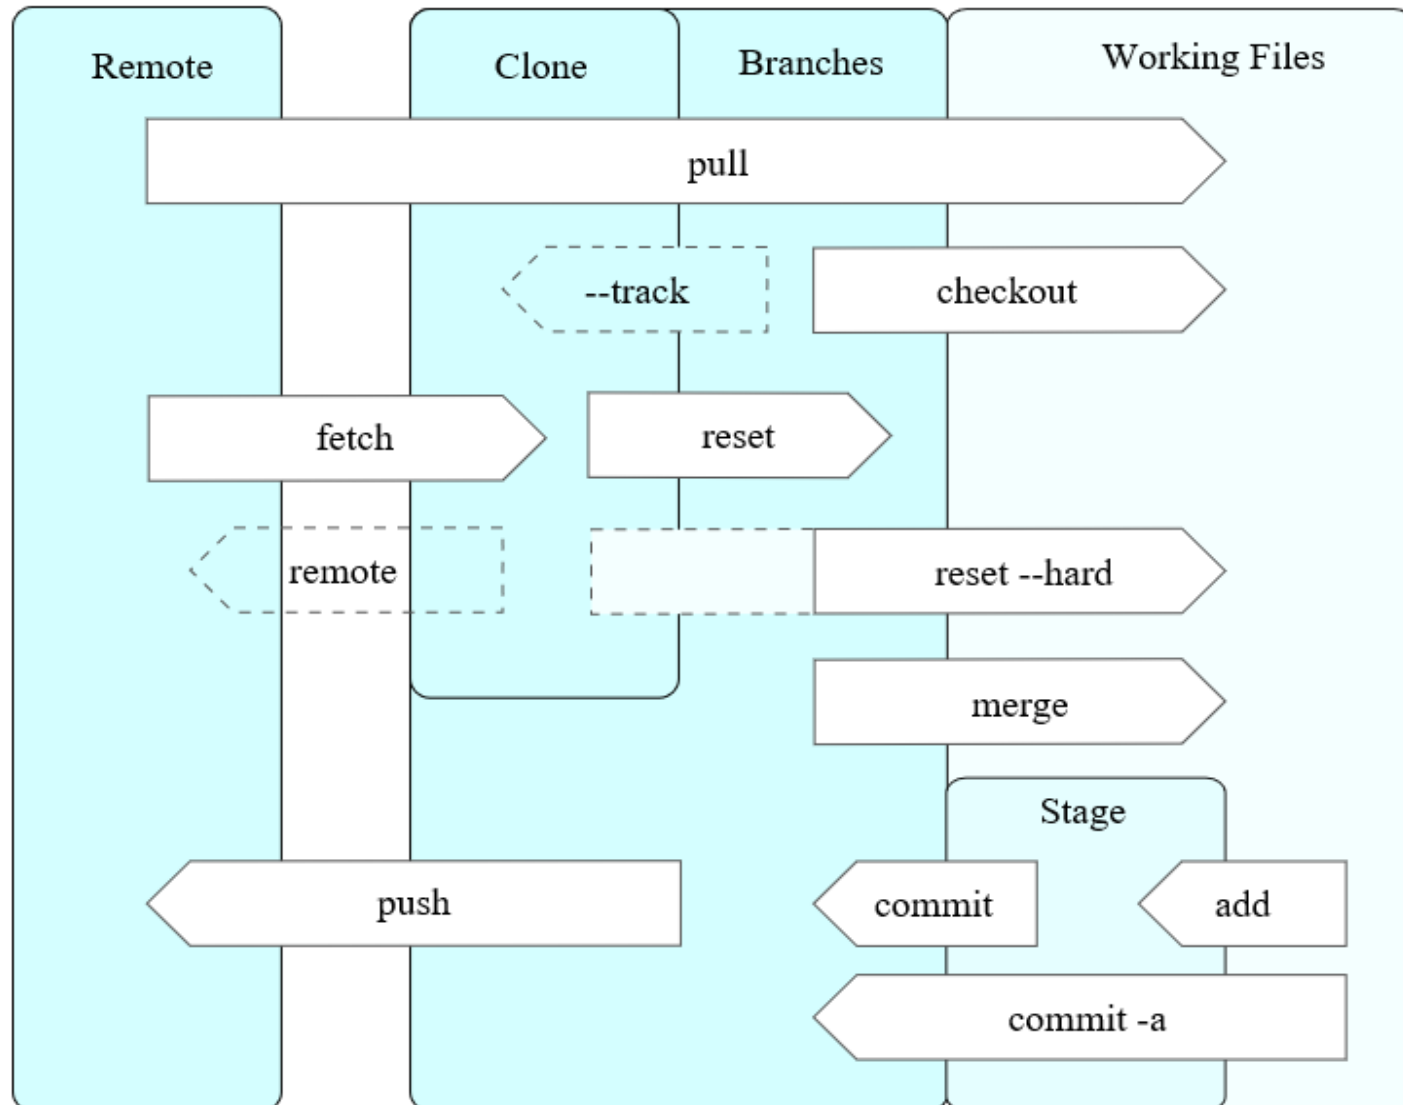 Remote
Clone
Branches
Working Files
pull
--track
checkout
fetch
reset
remote
reset --hard
merge
Stage
push
commit
add
commit -a